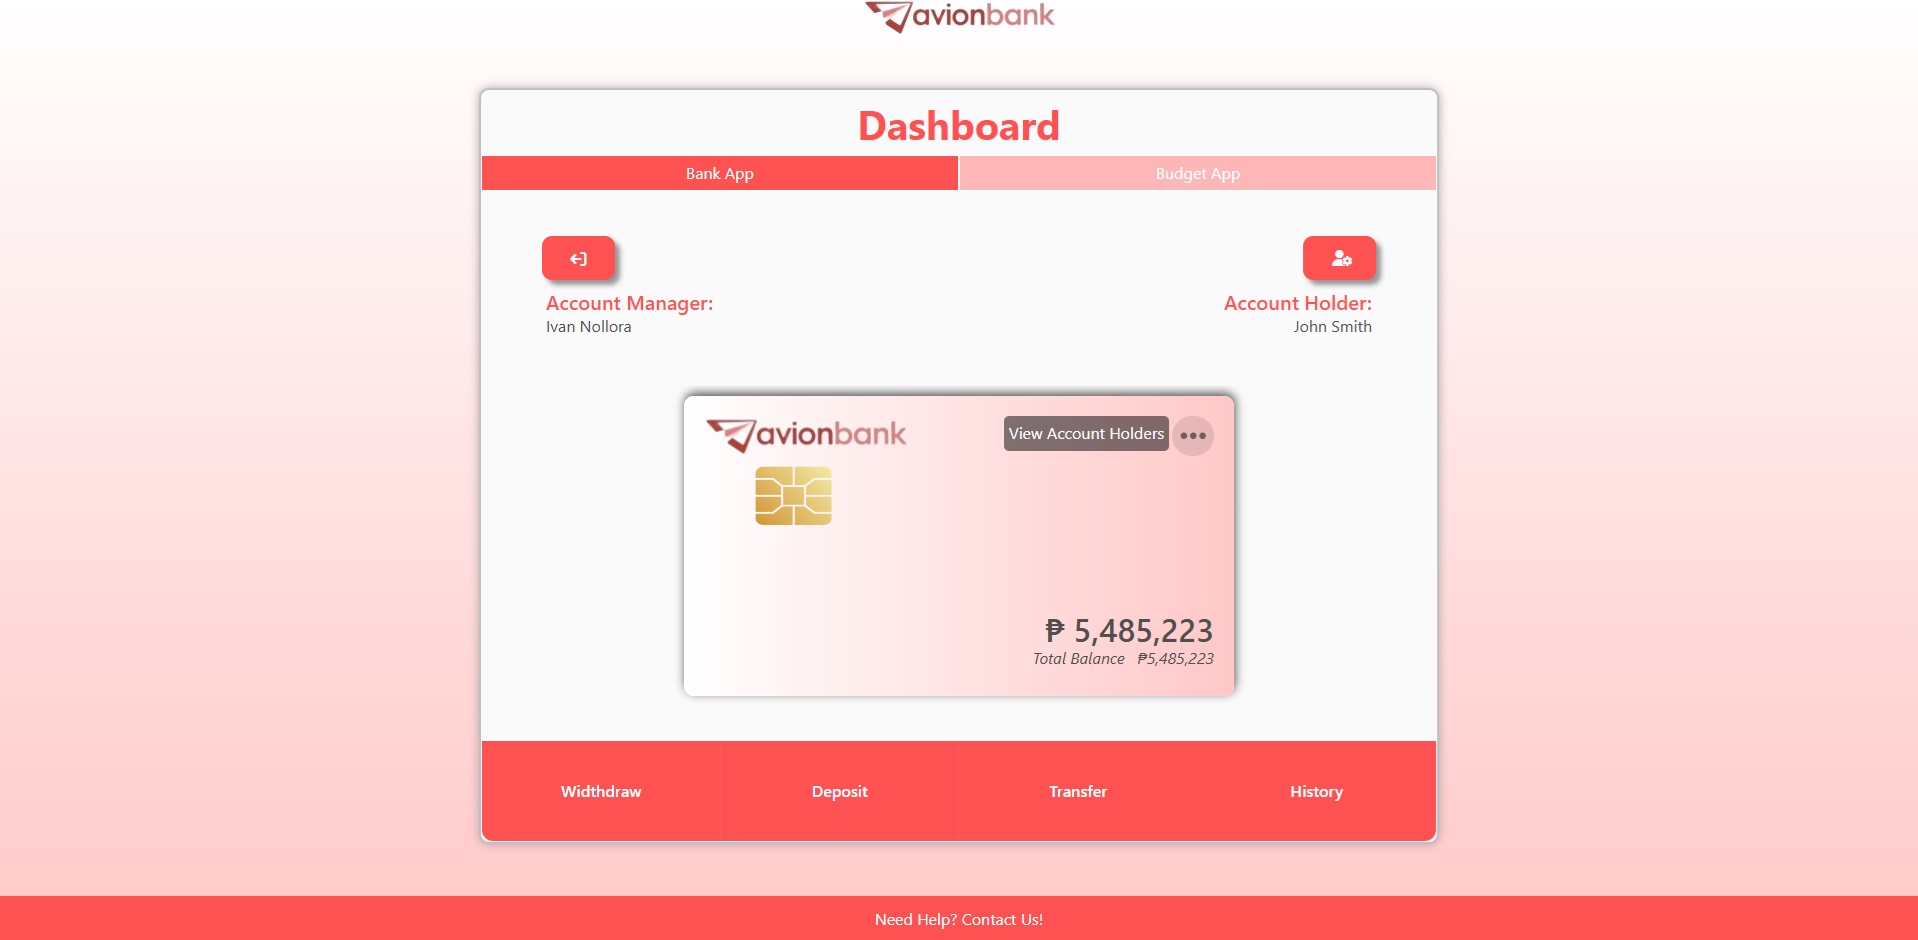 avionbank
Dashboard
Bank App
Budget App
Account Manager:
Ivan Nollora
Account Holder:
John Smith
avionbank
View Account Holders
₱ 5,485,223
Total Balance ₱5,485,223
Widthdraw
Deposit
Transfer
History
Need Help? Contact Us!